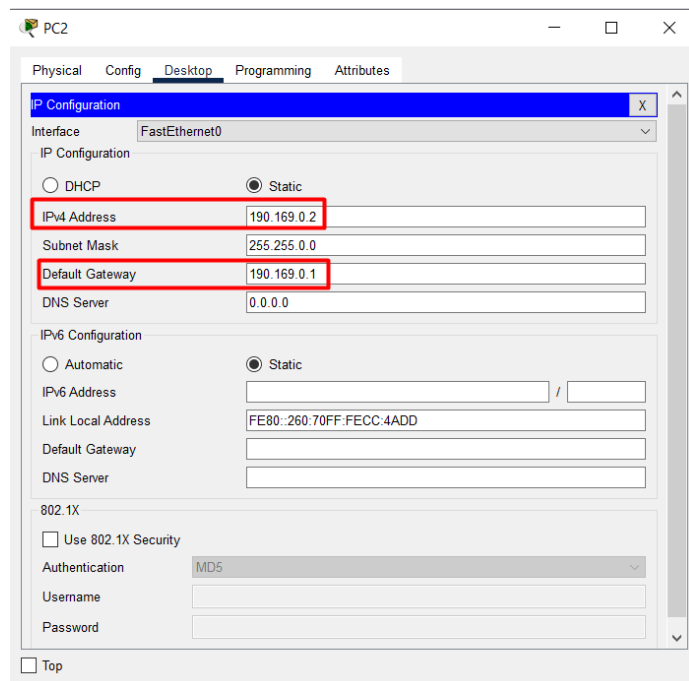 PC2
Physical Config Desktop Programming Attributes
IP Configuration X
Interface FastEthernet0
IP Configuration
DHCP Static
IPv4 Address 190.169.0.2
Subnet Mask 255.255.0.0
Default Gateway 190.169.0.1
DNS Server 0.0.0.0
IPv6 Configuration
Automatic Static
IPv6 Address /
Link Local Address FE80::260:70FF:FECC:4ADD
Default Gateway
DNS Server
802.1X
Use 802.1X Security
Authentication MD5
Username
Password
Top